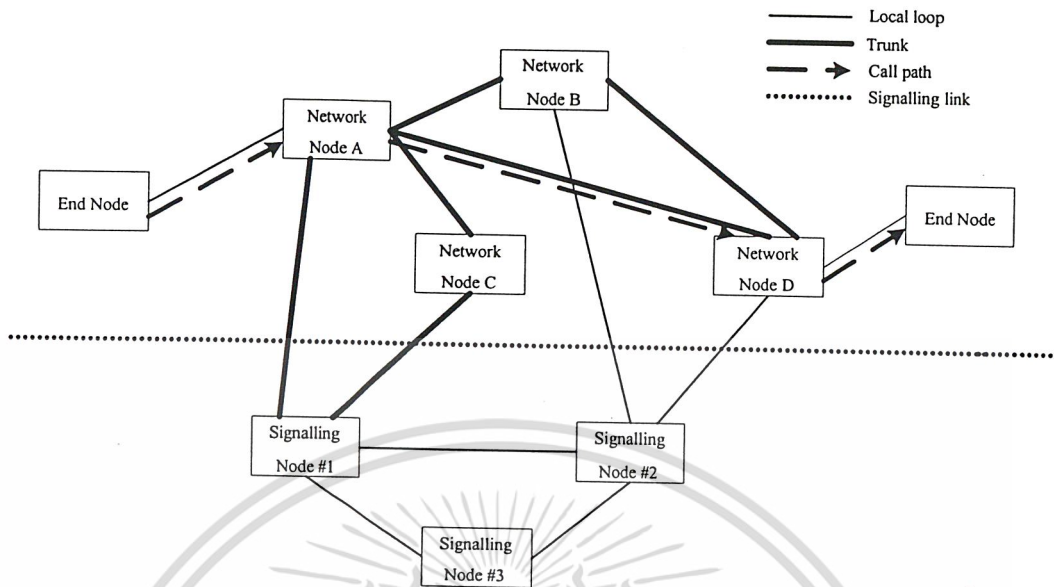 Local loop
Trunk
Call path
Signalling link
Network
Node B
Network
Node A
End Node
End Node
Network
Node C
Network
Node D
Signalling
Node #1
Signalling
Node #2
Signalling
Node #3